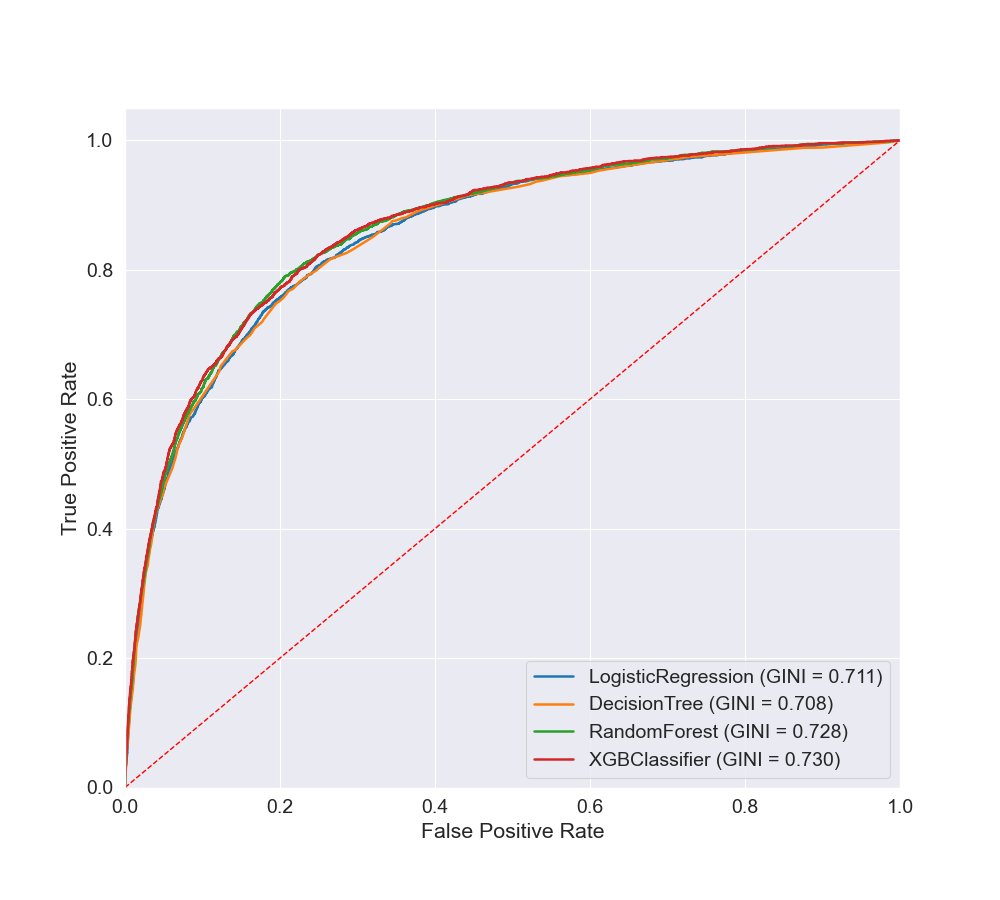 1.0
0.8
0.6
0.4
0.2
0.0
True Positive Rate
0.0 0.2 0.4 0.6 0.8 1.0
False Positive Rate
LogisticRegression (GINI = 0.711)
DecisionTree (GINI = 0.708)
RandomForest (GINI = 0.728)
XGBClassifier (GINI = 0.730)